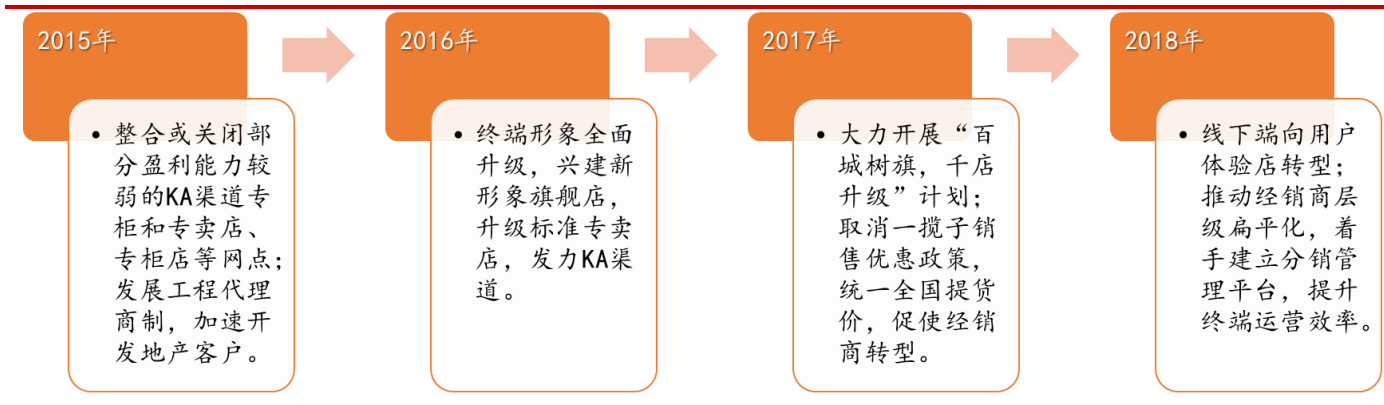 2015年
• 整合或关闭部
分盈利能力较
弱的KA渠道专
柜和专卖店、
专柜店等网点；
发展工程代理
商制，加速开
发地产客户。
2016年
• 终端形象全面
升级，兴建新
形象旗舰店，
升级标准专卖
店，发力KA渠
道。
2017年
• 大力开展“百
城树旗，千店
升级”计划；
取消一揽子销
售优惠政策，
统一全国提货
价，促使经销
商转型。
2018年
• 线下端向用户
体验店转型；
推动经销商层
级扁平化，着
手建立分销管
理平台，提升
终端运营效率。